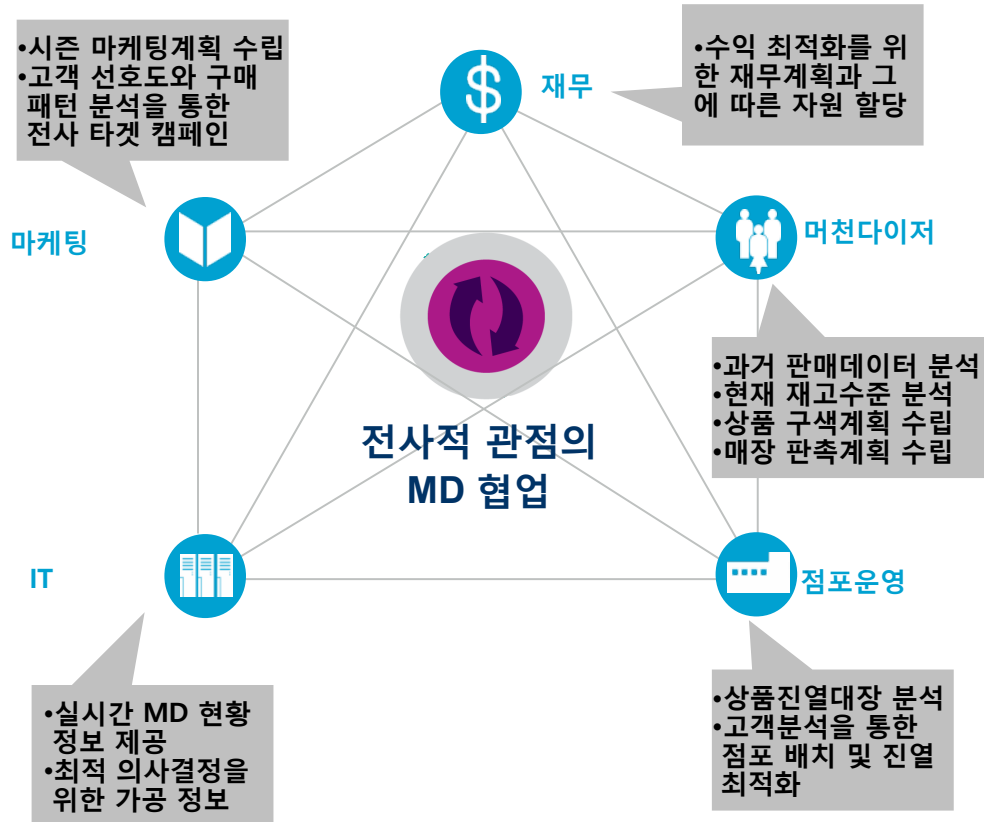 •시즌 마케팅계획 수립
•고객 선호도와 구매
패턴 분석을 통한
전사 타겟 캠페인
재무
•수익 최적화를 위
한 재무계획과 그
에 따른 자원 할당
마케팅
머천다이저
•과거 판매데이터 분석
•현재 재고수준 분석
•상품 구색계획 수립
•매장 판촉계획 수립
전사적 관점의
MD 협업
IT
점포운영
•실시간 MD 현황
정보 제공
•최적 의사결정을
위한 가공 정보
•상품진열대장 분석
•고객분석을 통한
점포 배치 및 진열
최적화